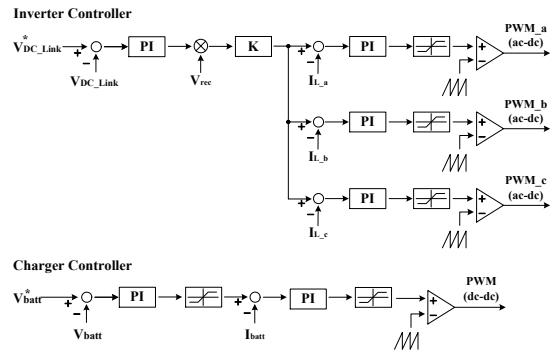 Inverter Controller
V*DC_Link
+
−
VDC_Link
PI
Vrec
K
+
−
IL_a
PI
+
−
PWM_a
(ac-dc)
+
−
IL_b
PI
+
−
PWM_b
(ac-dc)
+
−
IL_c
PI
+
−
PWM_c
(ac-dc)
Charger Controller
V*batt
+
−
Vbatt
PI
+
−
Ibatt
PI
+
−
PWM
(dc-dc)